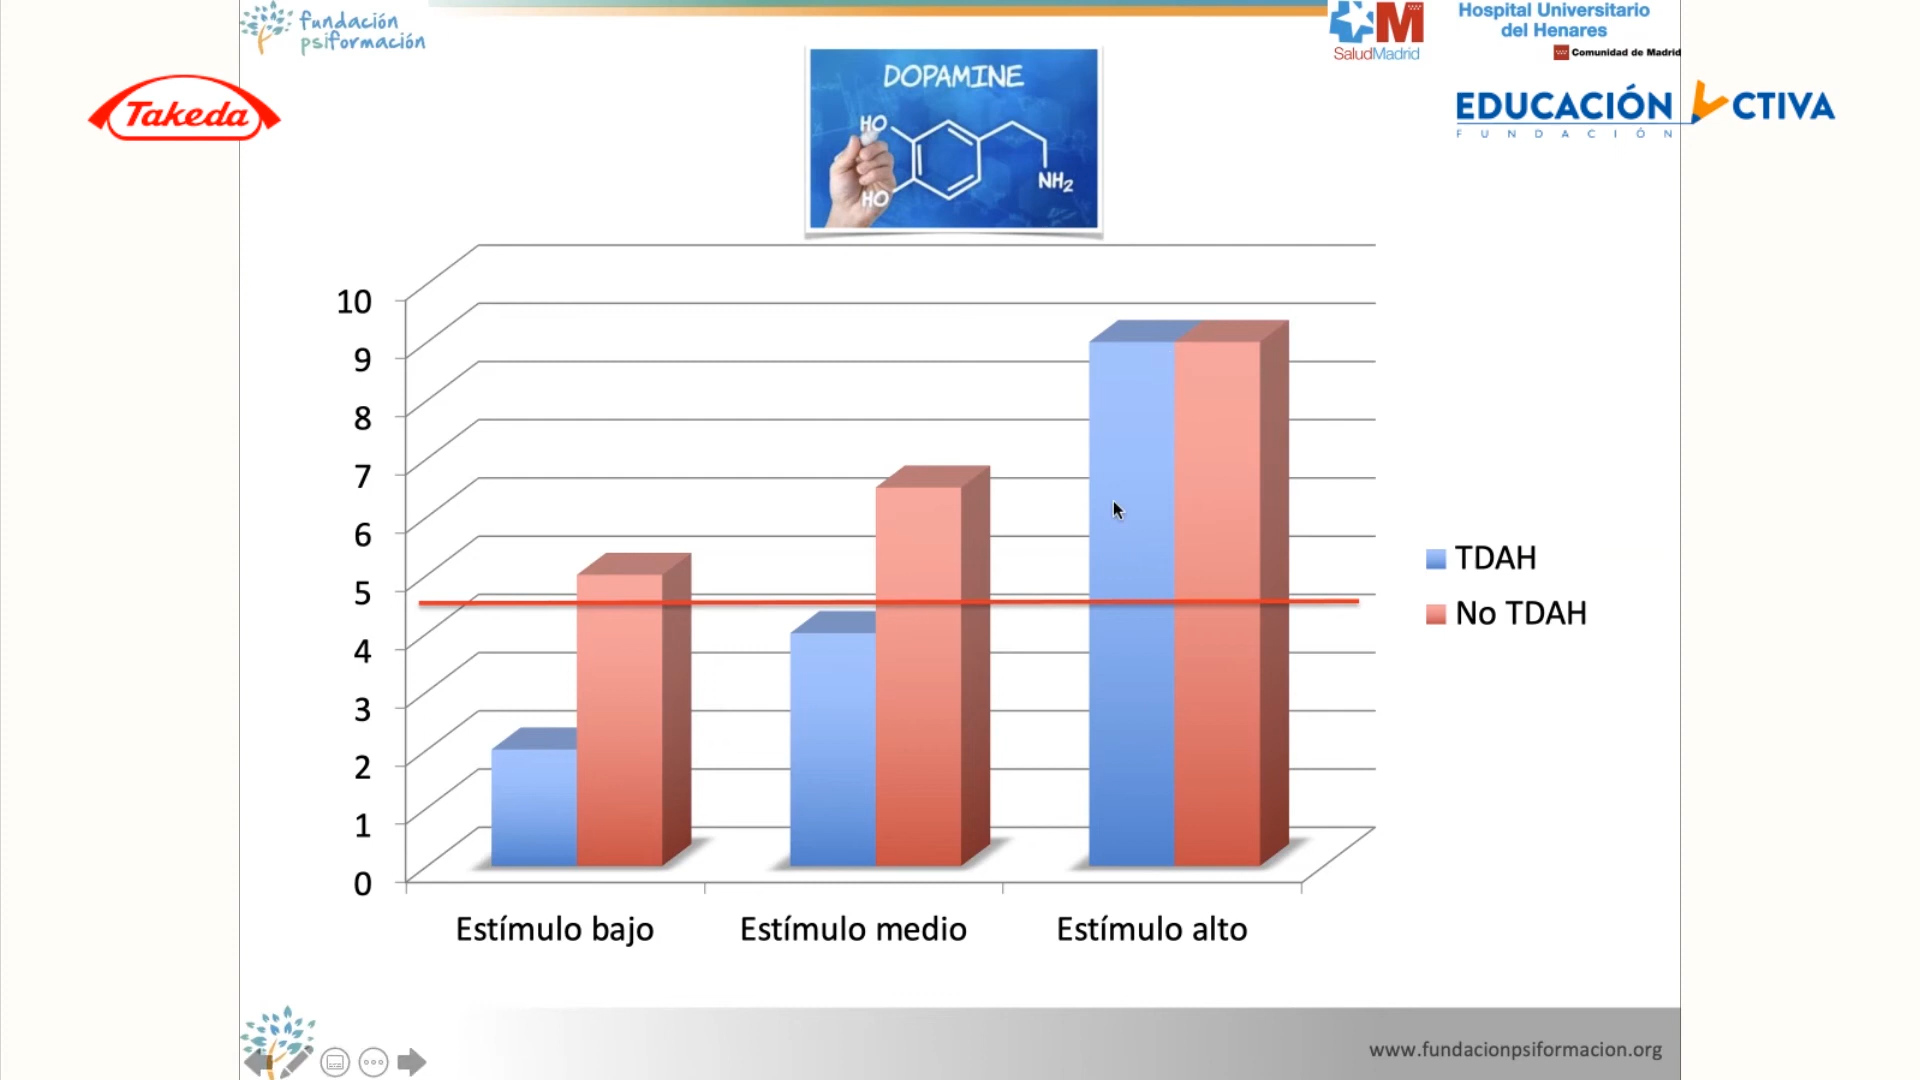 fundación
psiformación
SaludMadrid
Hospital Universitario
del Henares
Comunidad de Madrid
Takeda
EDUCACIÓN CTIVA
FUNDACIÓN
DOPAMINE
HO
HO
NH2
10
9
8
7
6
5
4
3
2
1
0
TDAH
No TDAH
Estímulo bajo
Estímulo medio
Estímulo alto
www.fundacionpsiformacion.org